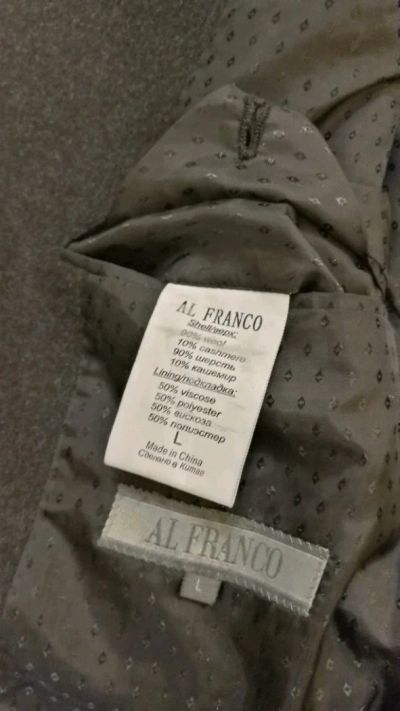 AL FRANCO
Shell/верх:
90% wool
10% cashmere
90% шерсть
10% кашемир
Lining/подкладка:
50% viscose
50% polyester
50% вискоза
50% полиэстер
L
Made in China
Сделано в Китае
AL FRANCO
L